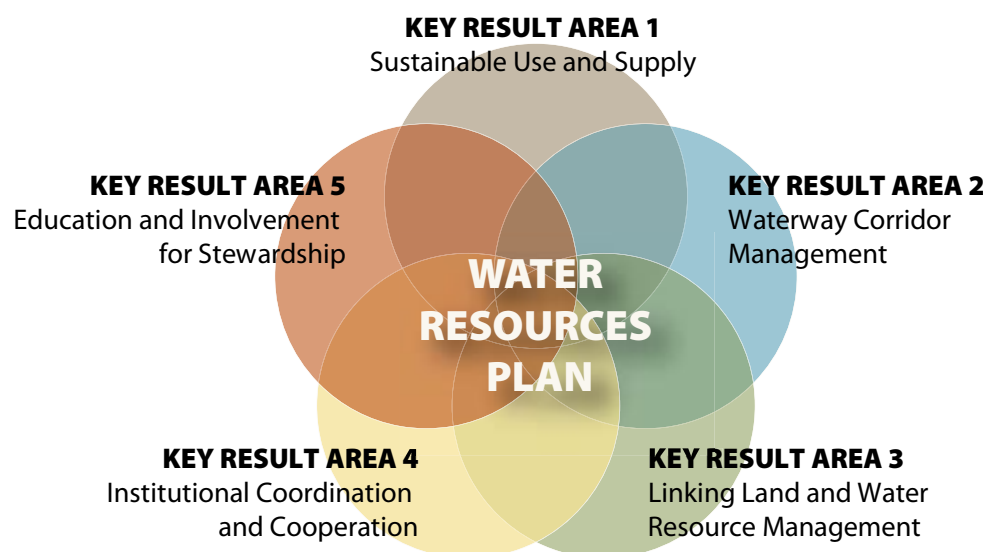 KEY RESULT AREA 1
Sustainable Use and Supply
KEY RESULT AREA 5
Education and Involvement
for Stewardship
KEY RESULT AREA 2
Waterway Corridor
Management
WATER
RESOURCES
PLAN
KEY RESULT AREA 4
Institutional Coordination
and Cooperation
KEY RESULT AREA 3
Linking Land and Water
Resource Management